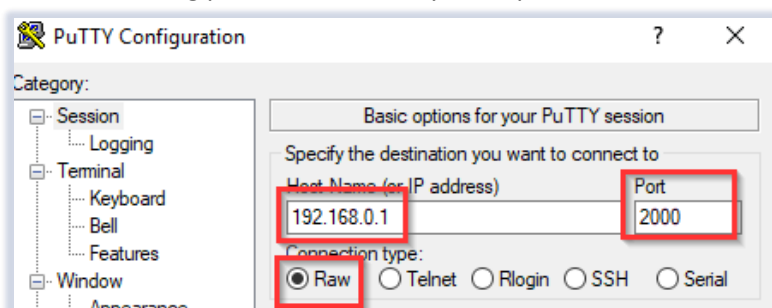 PuTTY Configuration ? ×
Category:
Session
Logging
Terminal
Keyboard
Bell
Features
Window
Appearance
Basic options for your PuTTY session
Specify the destination you want to connect to
Host Name (or IP address) Port
192.168.0.1 2000
Connection type:
Raw Telnet Rlogin SSH Serial